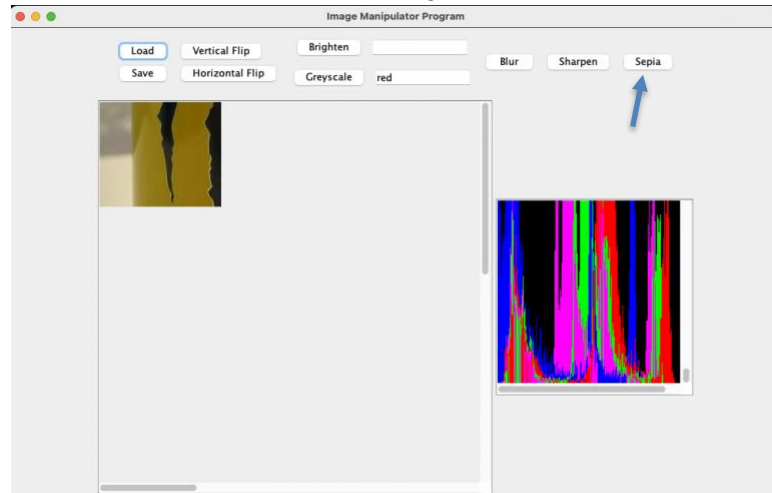 Image Manipulator Program
Load Vertical Flip Brighten
Blur Sharpen Sepia
Save Horizontal Flip Greyscale red